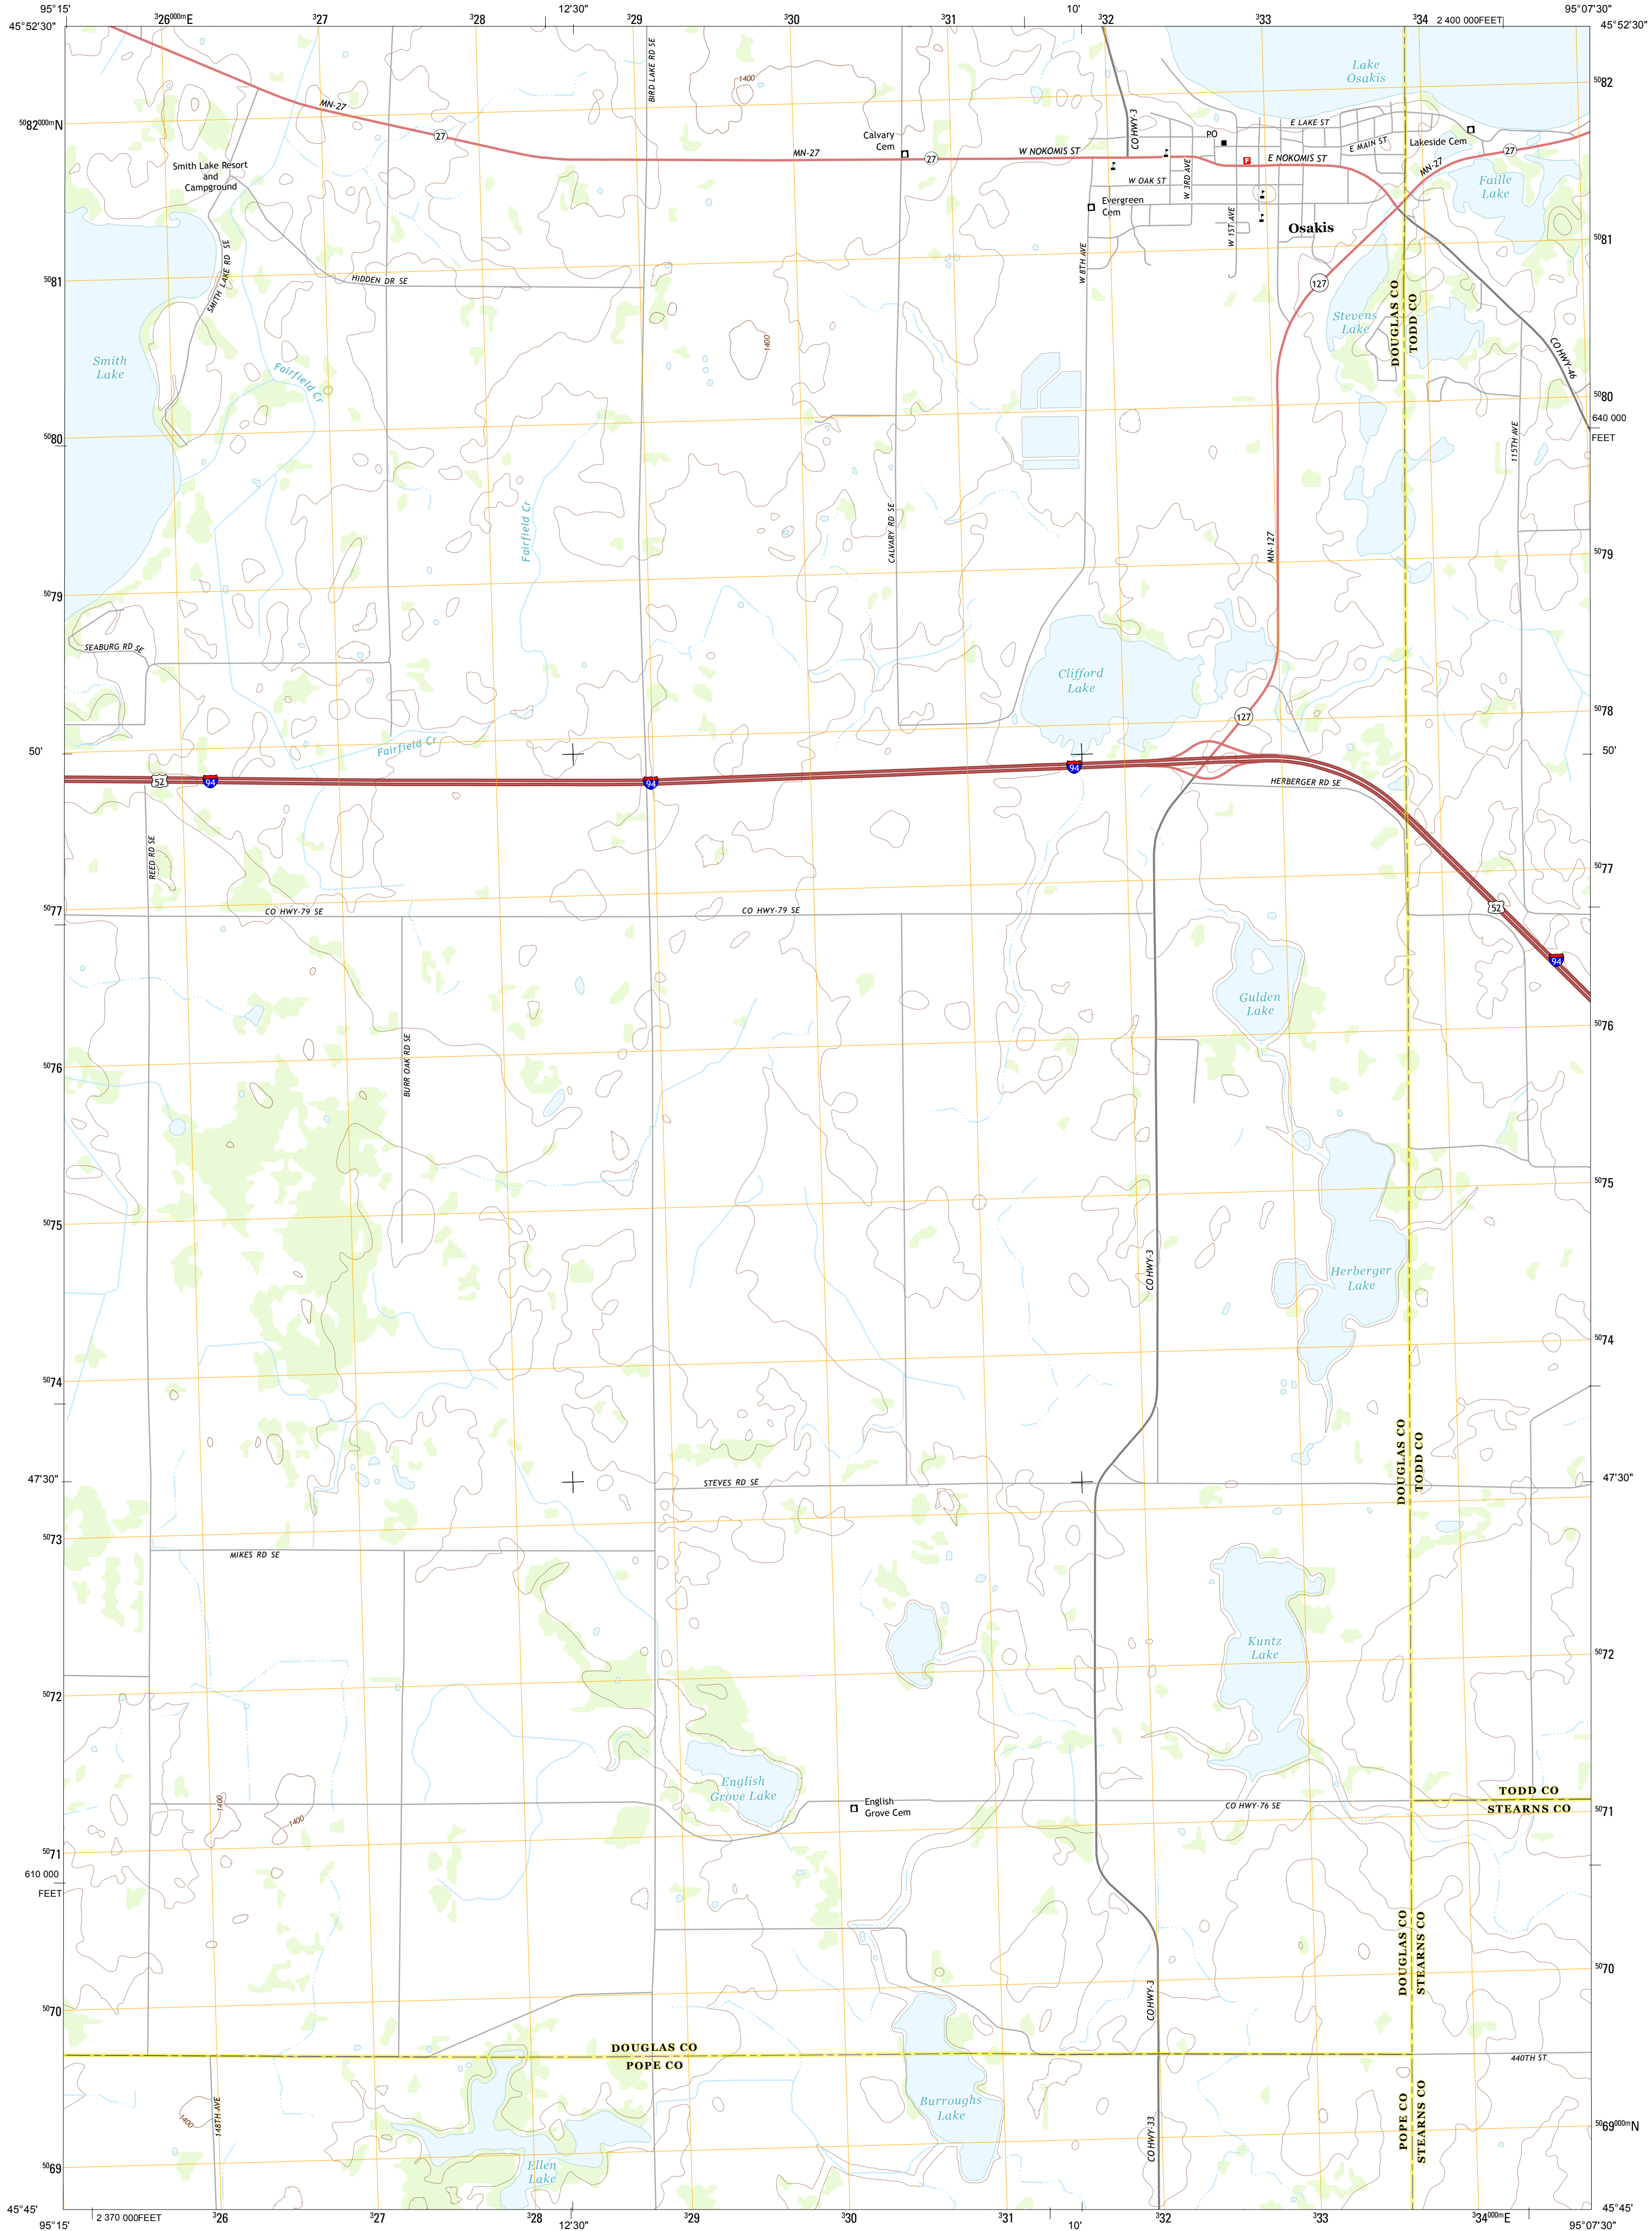 95°15'
³26⁰⁰⁰ᵐE
³27
³28
12'30"
³29
³30
³31
10'
³32
³33
³34
2 400 000FEET
95°07'30"
45°52'30"
45°52'30"
Lake
Osakis
BIRD LAKE RD SE
1400
⁵⁰82
MN-27
⁵⁰82⁰⁰⁰ᵐN
27
Calvary
Cem
MN-27
27
W NOKOMIS ST
CO HWY-3
PO
E LAKE ST
E MAIN ST
Lakeside Cem
F
E NOKOMIS ST
MN-27
27
Smith Lake Resort
and
Campground
W OAK ST
W 3RD AVE
Faille
Lake
Evergreen
Cem
W 1ST AVE
Osakis
⁵⁰81
SMITH LAKE RD SE
HIDDEN DR SE
W 8TH AVE
127
⁵⁰81
Stevens
Lake
DOUGLAS CO
TODD CO
1400
CO HWY-46
Smith
Lake
Fairfield Cr
⁵⁰80
640 000
FEET
⁵⁰80
115TH AVE
Fairfield Cr
CALVARY RD SE
MN-127
⁵⁰79
⁵⁰79
SEABURG RD SE
Clifford
Lake
⁵⁰78
127
Fairfield Cr
50'
50'
52
94
94
94
HERBERGER RD SE
REED RD SE
⁵⁰77
⁵⁰77
CO HWY-79 SE
CO HWY-79 SE
52
94
Gulden
Lake
⁵⁰76
BURR OAK RD SE
⁵⁰76
⁵⁰75
⁵⁰75
CO HWY-3
Herberger
Lake
⁵⁰74
⁵⁰74
DOUGLAS CO
TODD CO
47'30"
47'30"
STEVES RD SE
⁵⁰73
MIKES RD SE
Kuntz
Lake
⁵⁰72
⁵⁰72
English
Grove Lake
TODD CO
STEARNS CO
English
Grove Cem
CO HWY-76 SE
⁵⁰71
1400
1400
⁵⁰71
610 000
FEET
DOUGLAS CO
STEARNS CO
⁵⁰70
⁵⁰70
CO HWY-3
DOUGLAS CO
POPE CO
440TH ST
1400
148TH AVE
Burroughs
Lake
CO HWY-33
POPE CO
STEARNS CO
⁵⁰69⁰⁰⁰ᵐN
⁵⁰69
Ellen
Lake
45°45'
45°45'
95°15'
2 370 000FEET
³26
³27
³28
12'30"
³29
³30
³31
10'
³32
³33
³34⁰⁰⁰ᵐE
95°07'30"